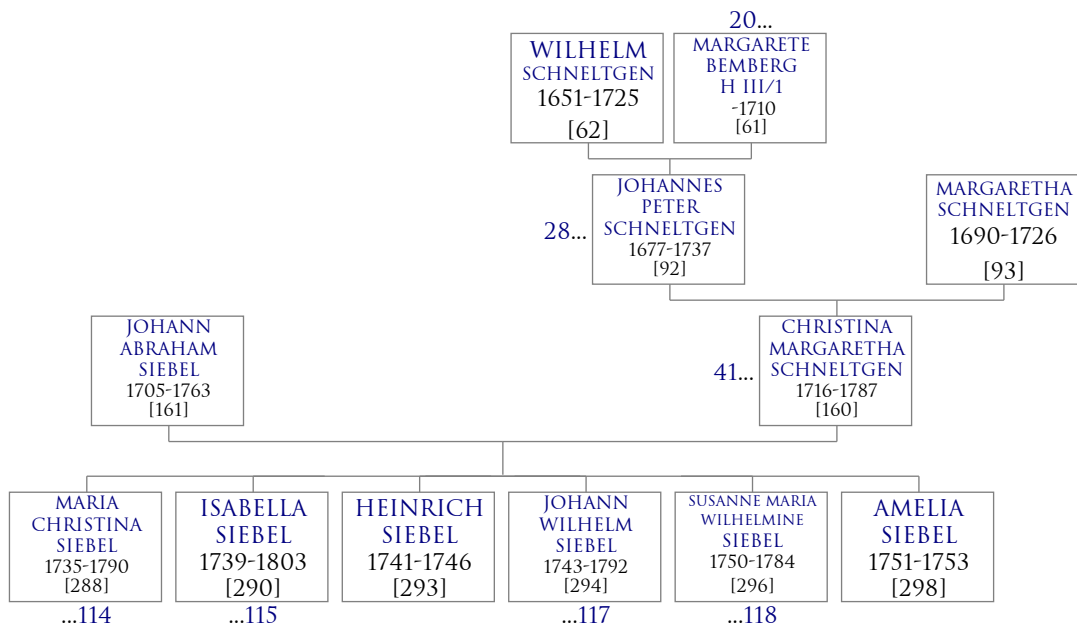 20...
WILHELM
SCHNELTGEN
1651-1725
[62]
MARGARETE
BEMBERG
H III/1
-1710
[61]
28...
JOHANNES
PETER
SCHNELTGEN
1677-1737
[92]
MARGARETHA
SCHNELTGEN
1690-1726
[93]
JOHANN
ABRAHAM
SIEBEL
1705-1763
[161]
41...
CHRISTINA
MARGARETHA
SCHNELTGEN
1716-1787
[160]
MARIA
CHRISTINA
SIEBEL
1735-1790
[288]
...114
ISABELLA
SIEBEL
1739-1803
[290]
...115
HEINRICH
SIEBEL
1741-1746
[293]
JOHANN
WILHELM
SIEBEL
1743-1792
[294]
...117
SUSANNE MARIA
WILHELMINE
SIEBEL
1750-1784
[296]
...118
AMELIA
SIEBEL
1751-1753
[298]